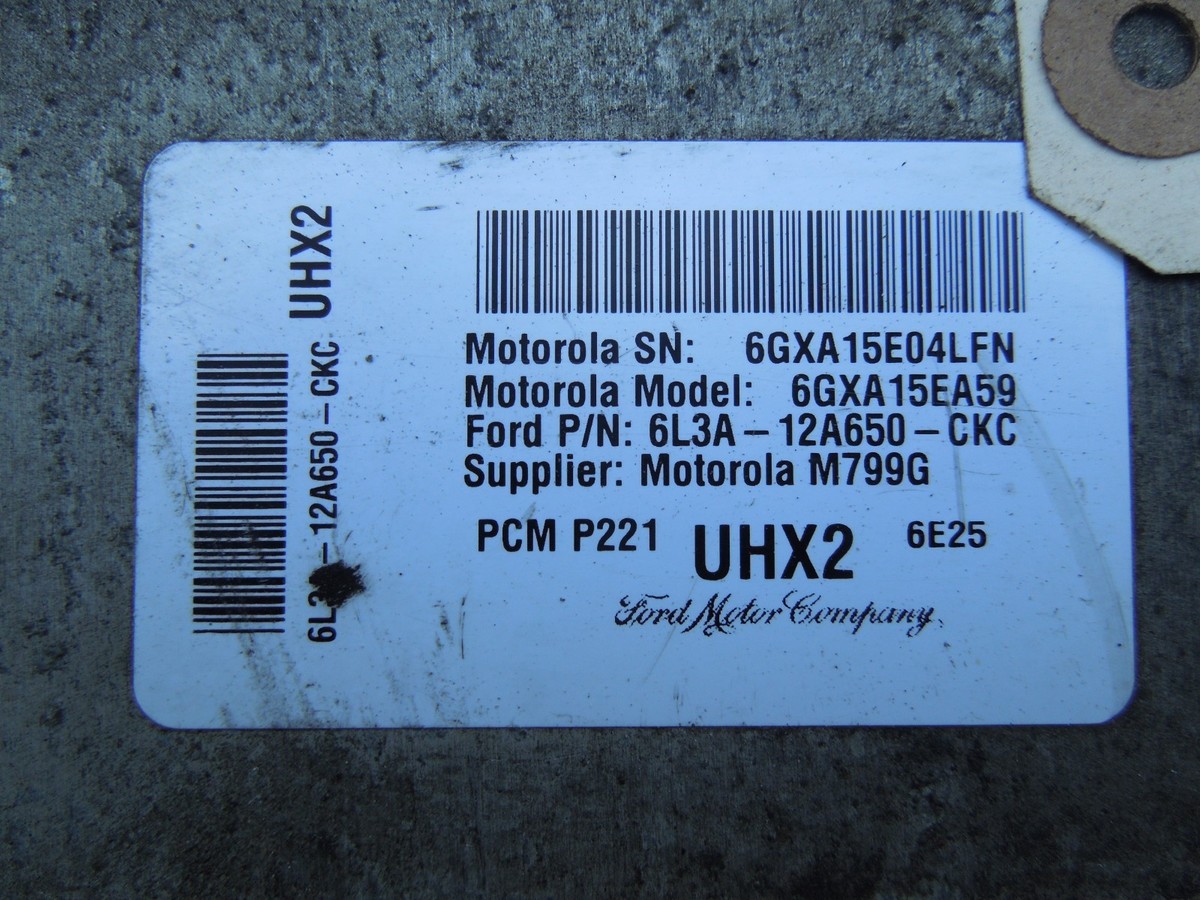 UHX2
6L3A-12A650-CKC
Motorola SN: 6GXA15E04LFN
Motorola Model: 6GXA15EA59
Ford P/N: 6L3A-12A650-CKC
Supplier: Motorola M799G
PCM P221 UHX2 6E25
Ford Motor Company,